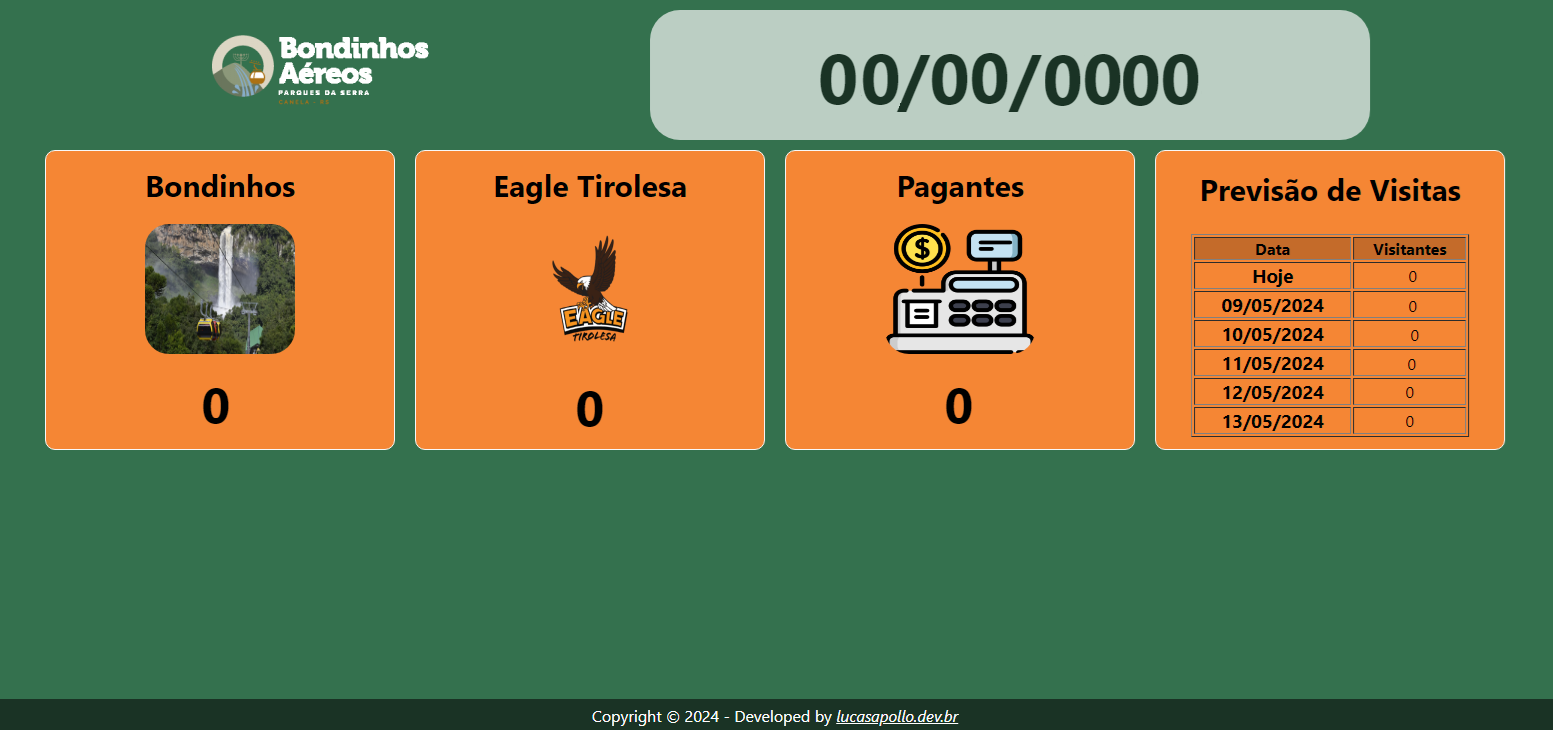 Bondinhos
Aéreos
PARQUES DA SERRA
CANELA - RS
00/00/0000
Bondinhos
0
Eagle Tirolesa
EAGLE
TIROLESA
0
Pagantes
$
0
Previsão de Visitas
Data Visitantes
Hoje 0
09/05/2024 0
10/05/2024 0
11/05/2024 0
12/05/2024 0
13/05/2024 0
Copyright © 2024 - Developed by lucasapollo.dev.br